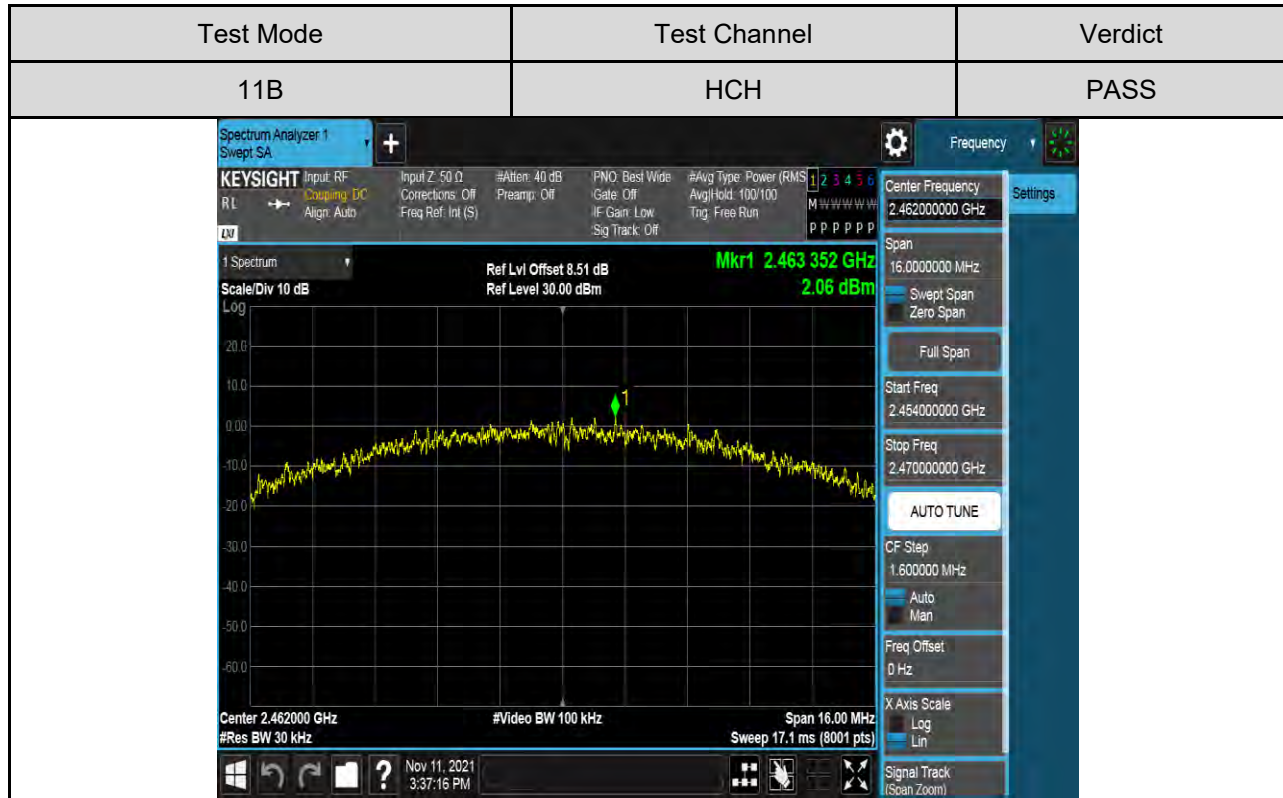 Test Mode Test Channel Verdict
11B HCH PASS
Spectrum Analyzer 1
Swept SA
+
Frequency
KEYSIGHT
RL
LXI
Input: RF
Coupling: DC
Align: Auto
Input Z: 50 Ω
Corrections: Off
Freq Ref: Int (S)
#Atten: 40 dB
Preamp: Off
PNO: Best Wide
Gate: Off
IF Gain: Low
Sig Track: Off
#Avg Type: Power (RMS
Avg|Hold: 100/100
Trig: Free Run
1 2 3 4 5 6
M W W W W W
P P P P P P
1 Spectrum
Scale/Div 10 dB
Log
Ref Lvl Offset 8.51 dB
Ref Level 30.00 dBm
Mkr1 2.463 352 GHz
2.06 dBm
20.0
10.0
0.00
-10.0
-20.0
-30.0
-40.0
-50.0
-60.0
1
Center 2.462000 GHz
#Res BW 30 kHz
#Video BW 100 kHz
Span 16.00 MHz
Sweep 17.1 ms (8001 pts)
?
Nov 11, 2021
3:37:16 PM
Center Frequency
2.462000000 GHz
Settings
Span
16.0000000 MHz
Swept Span
Zero Span
Full Span
Start Freq
2.454000000 GHz
Stop Freq
2.470000000 GHz
AUTO TUNE
CF Step
1.600000 MHz
Auto
Man
Freq Offset
0 Hz
X Axis Scale
Log
Lin
Signal Track
(Span Zoom)